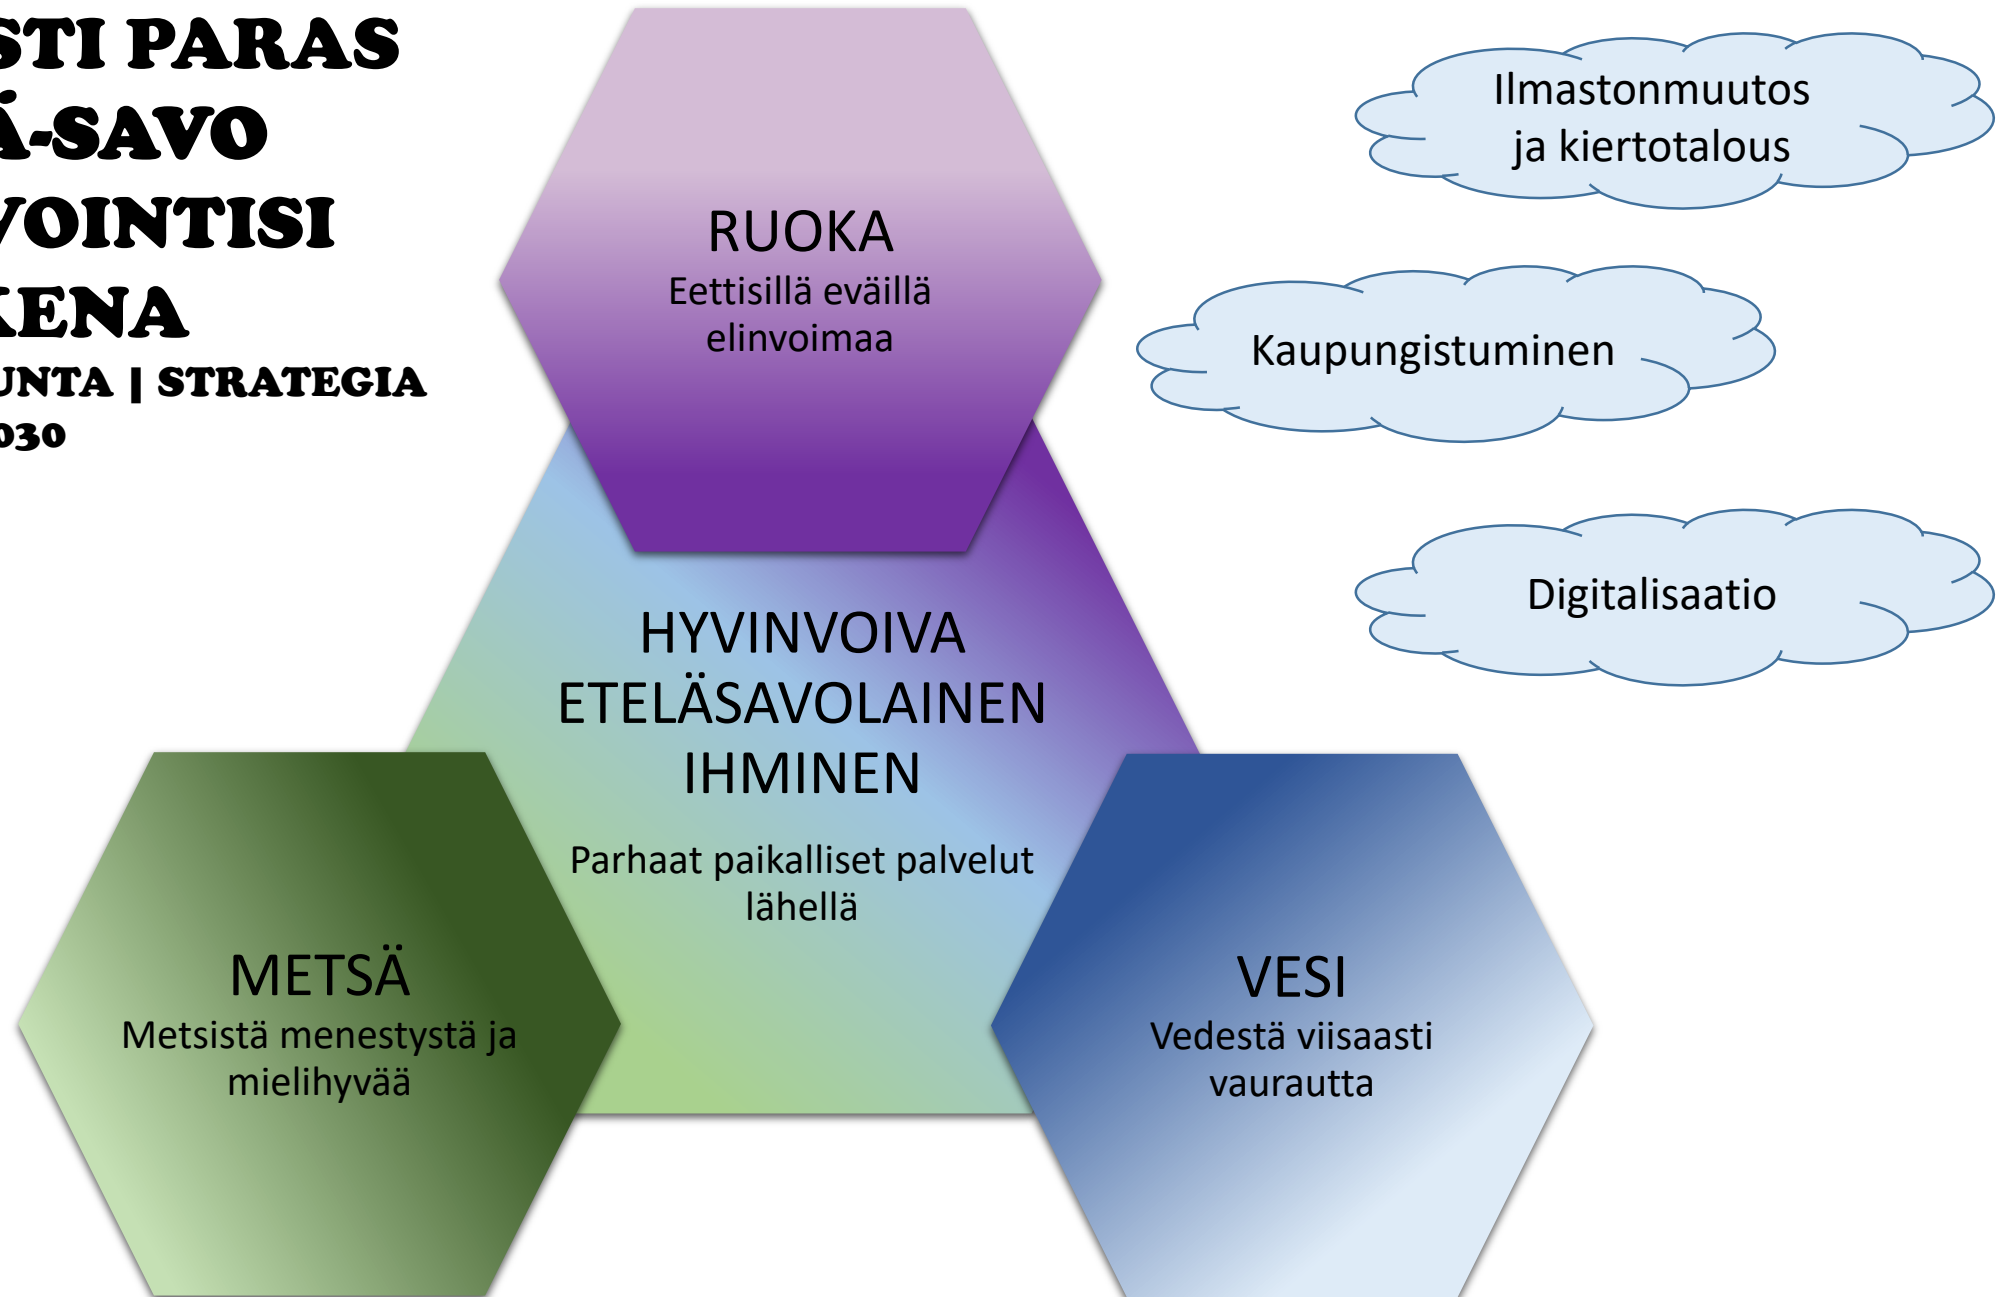 STI PARAS
Ä-SAVO
VOINTISI
KENA
UNTA | STRATEGIA
030
RUOKA
Eettisillä eväillä
elinvoimaa
Ilmastonmuutos
ja kiertotalous
Kaupungistuminen
Digitalisaatio
HYVINVOIVA
ETELÄSAVOLAINEN
IHMINEN
Parhaat paikalliset palvelut
lähellä
METSÄ
Metsistä menestystä ja
mielihyvää
VESI
Vedestä viisaasti
vaurautta